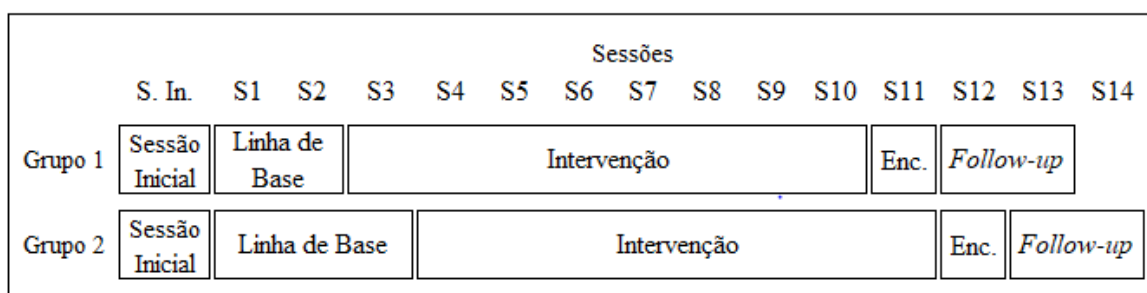 Sessões
S. In. S1 S2 S3 S4 S5 S6 S7 S8 S9 S10 S11 S12 S13 S14
Grupo 1
Sessão
Inicial
Linha de
Base
Intervenção
Enc.
Follow-up
Grupo 2
Sessão
Inicial
Linha de Base
Intervenção
Enc.
Follow-up